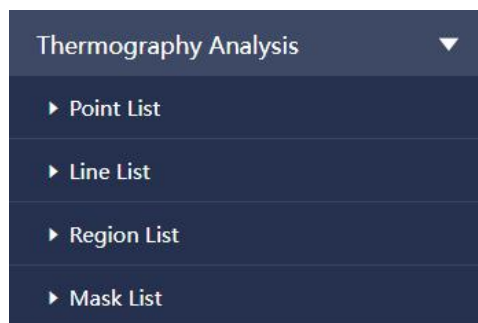 Thermography Analysis
Point List
Line List
Region List
Mask List